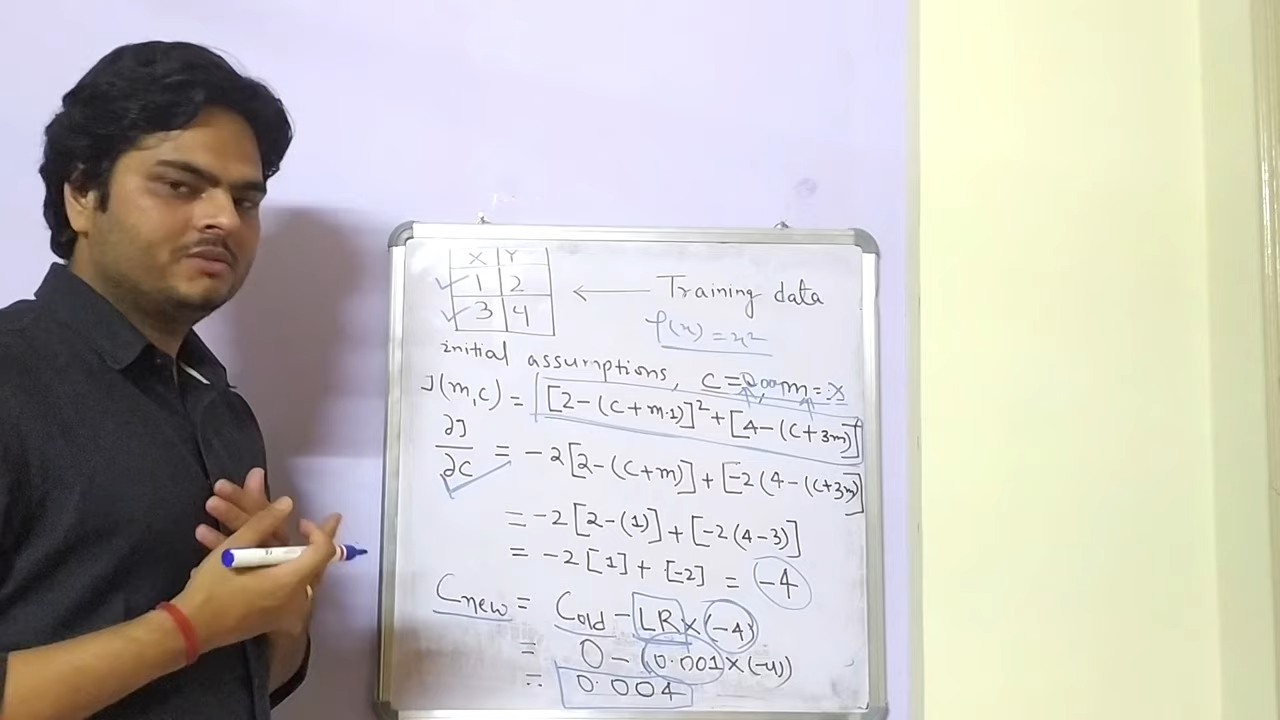 X Y
1 2
3 4
← Training data
f(x) = x²
initial assumptions, C = m =
J(m,c) = [2-(C+m.1)]² + [4-(C+3m)]²
∂J/∂C = -2[2-(C+m)] + [-2(4-(C+3m)]
= -2[2-(1)] + [-2(4-3)]
= -2[1] + [-2] = -4
Cnew = Cold - LR × (-4)
= 0 - (0.001 × (-4))
∴ 0.004